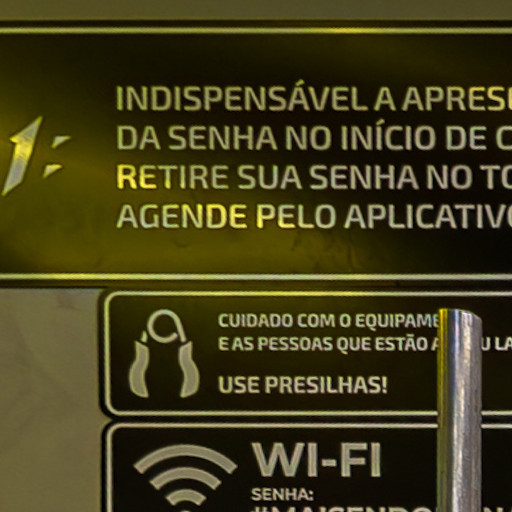 INDISPENSÁVEL A APRES
DA SENHA NO INÍCIO DE C
RETIRE SUA SENHA NO TO
AGENDE PELO APLICATIVO
CUIDADO COM O EQUIPAME
E AS PESSOAS QUE ESTÃO A U LA
USE PRESILHAS!
WI-FI
SENHA: